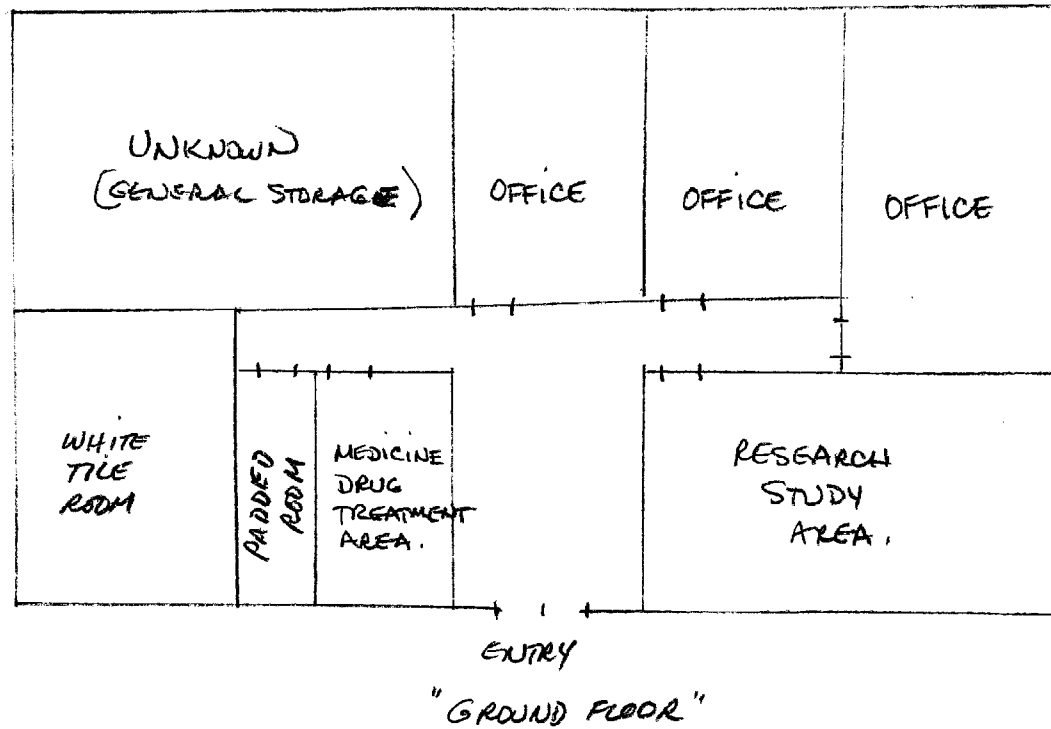 UNKNOWN
(GENERAL STORAGE)
OFFICE
OFFICE
OFFICE
WHITE
TILE
ROOM
PADDED
ROOM
MEDICINE
DRUG
TREATMENT
AREA.
RESEARCH
STUDY
AREA.
ENTRY
"GROUND FLOOR"